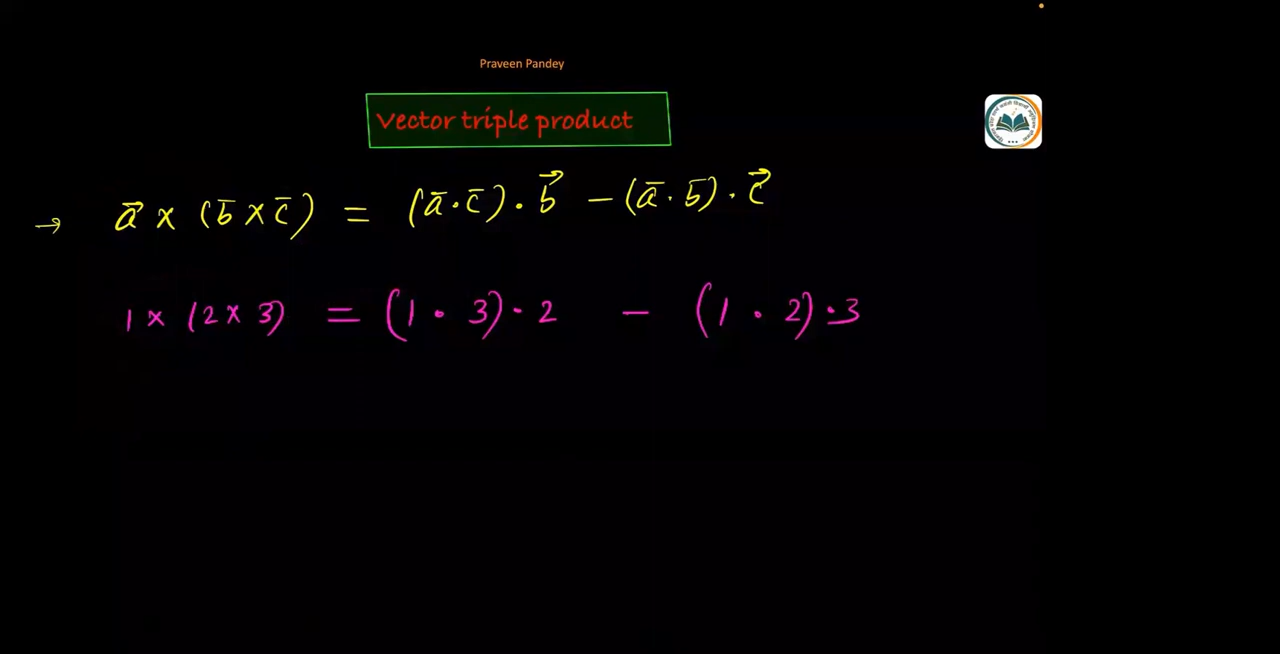 Praveen Pandey
Vector triple product
→ a⃗ × (b̄ × c̄) = (ā · c̄) · b⃗ – (ā · b̄) · c⃗
1 × (2 × 3) = (1 · 3) · 2 – (1 · 2) · 3